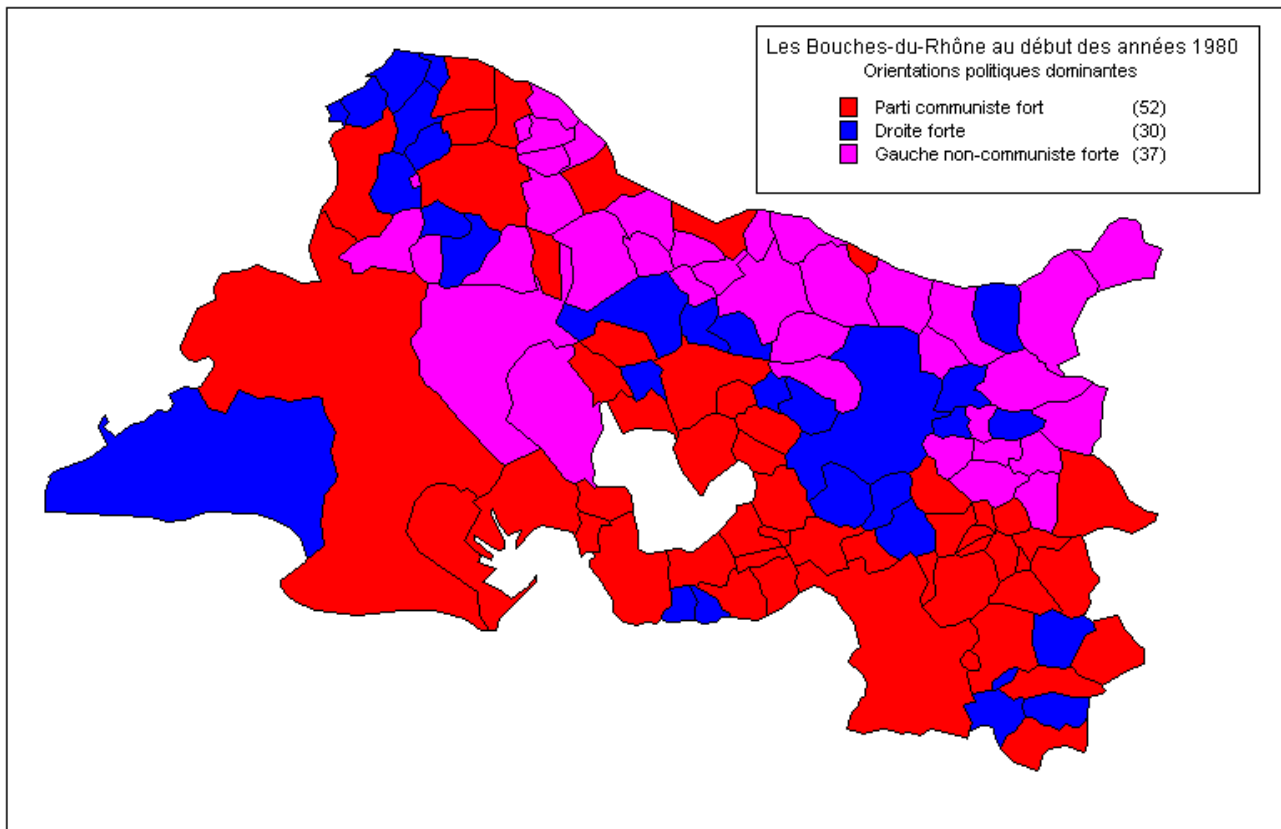 Les Bouches-du-Rhône au début des années 1980
Orientations politiques dominantes
Parti communiste fort (52)
Droite forte (30)
Gauche non-communiste forte (37)